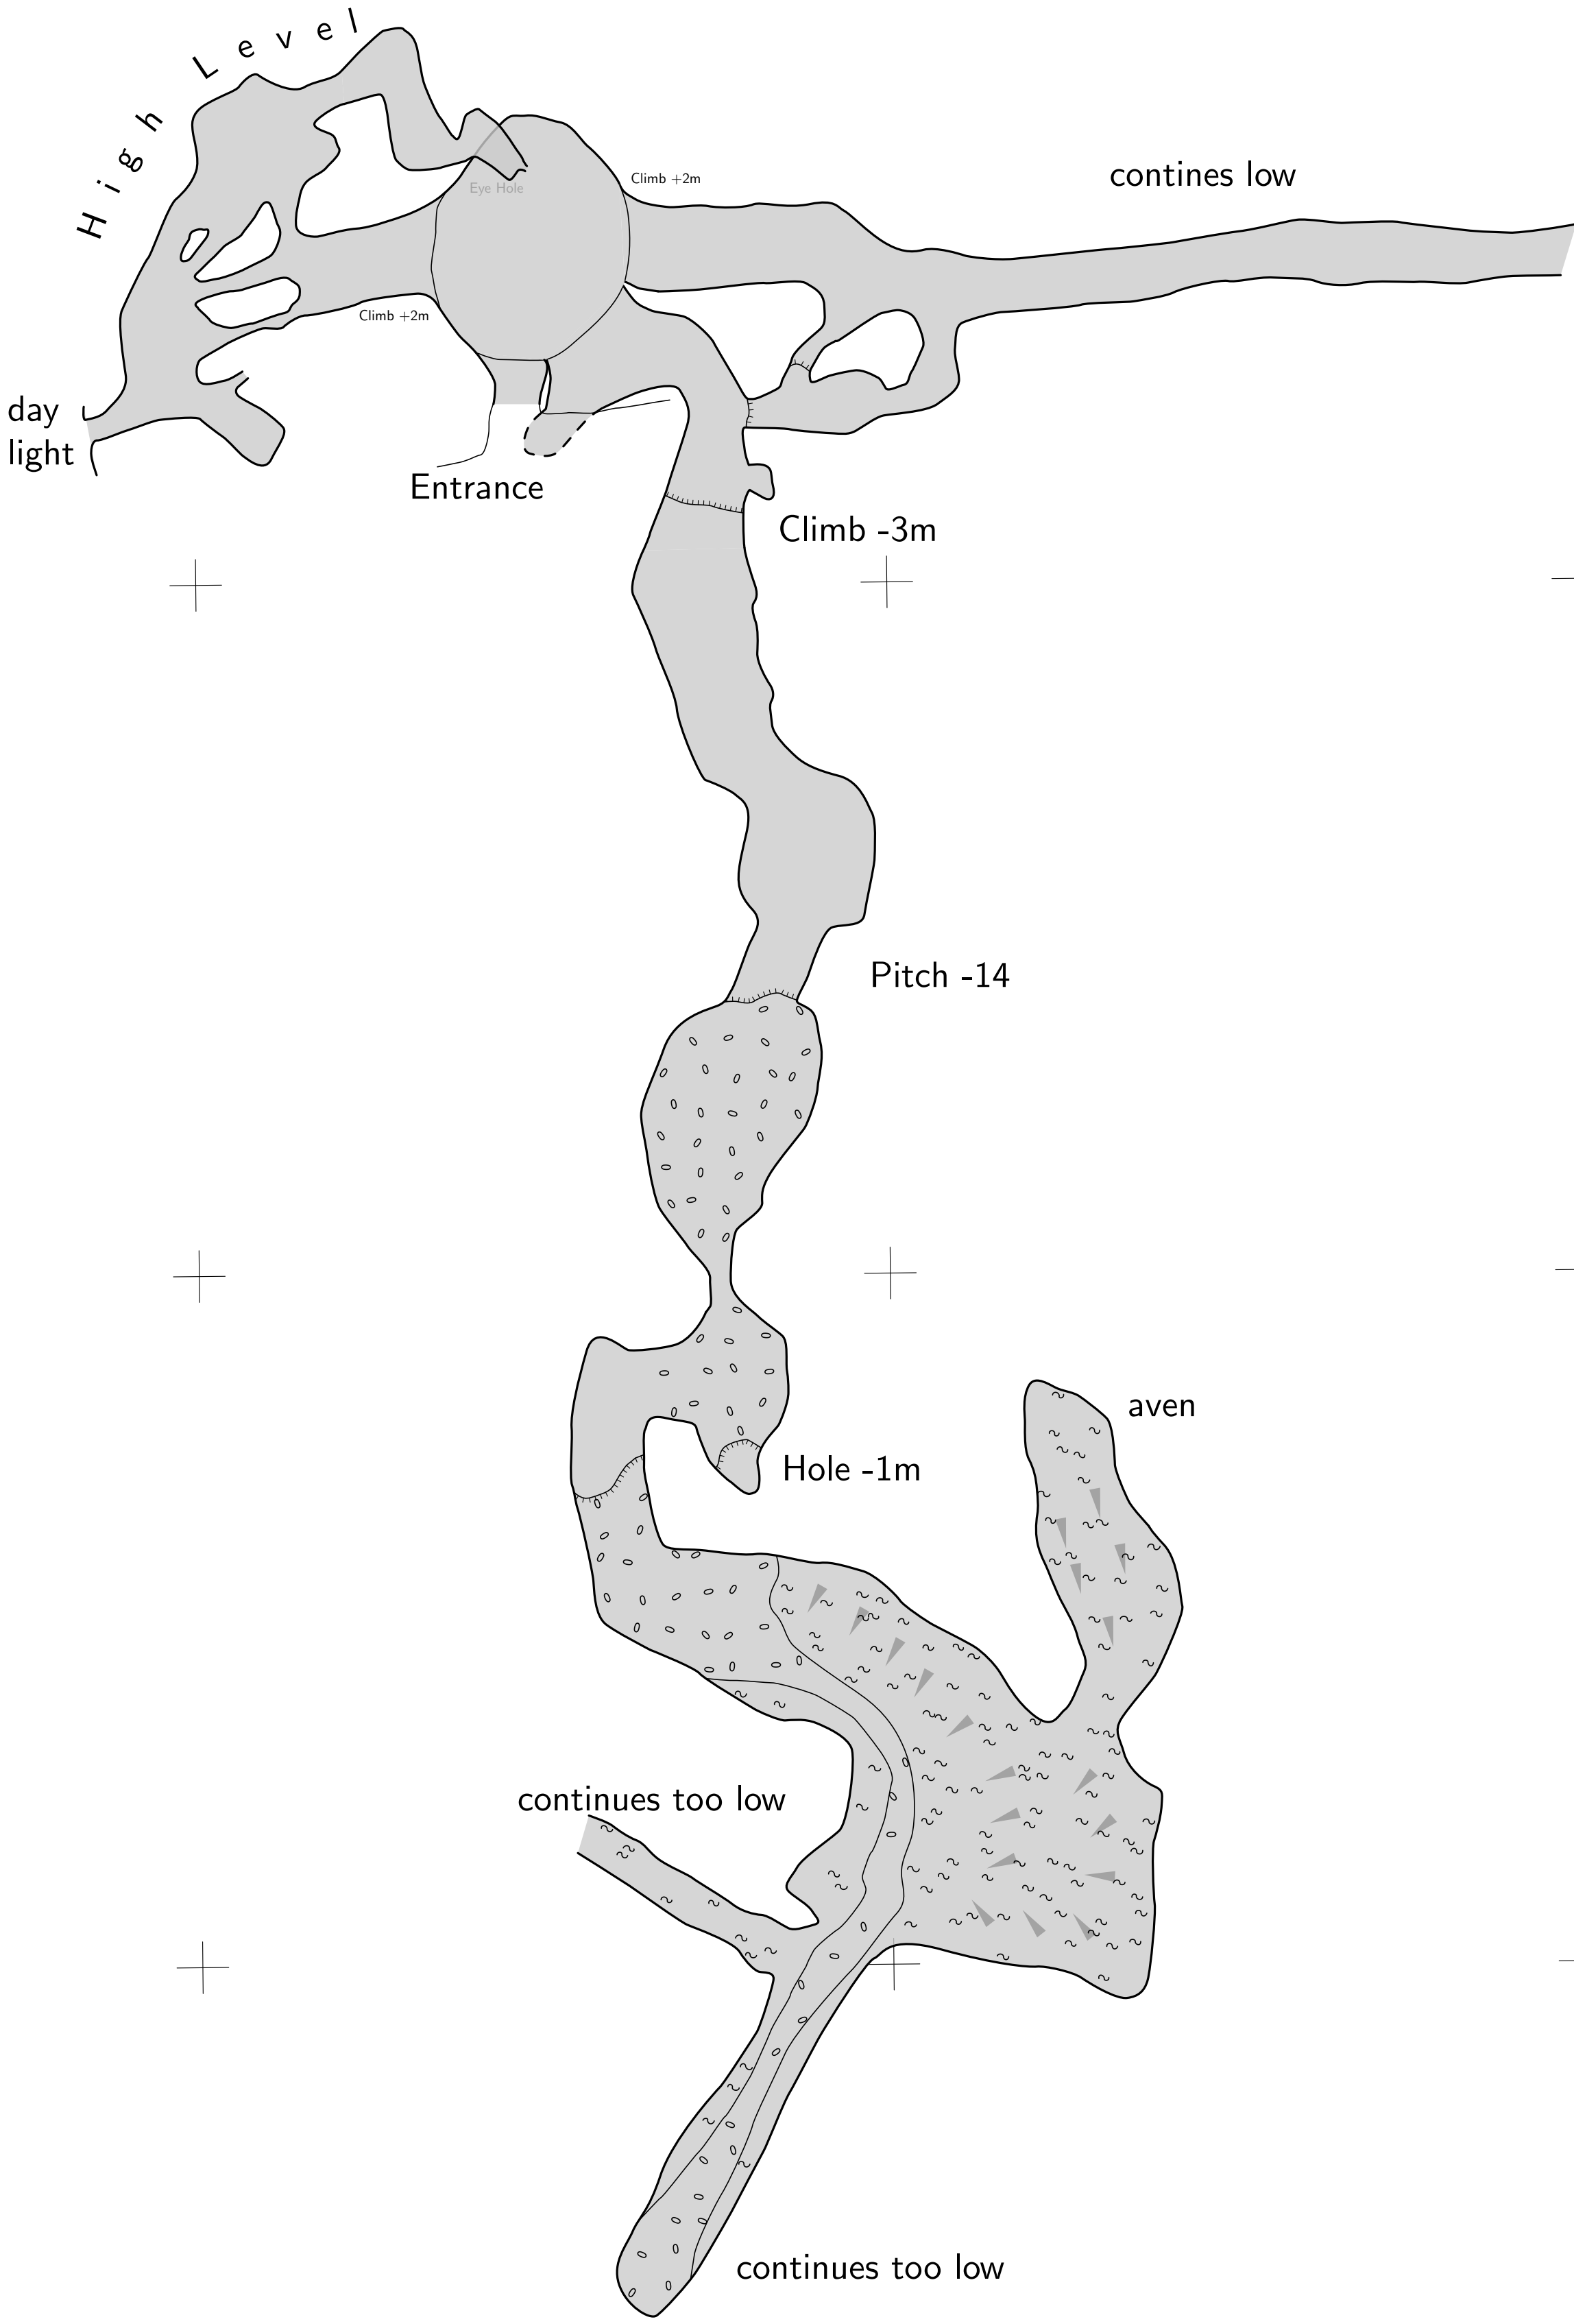 High Level
Climb +2m
contines low
Eye Hole
Climb +2m
day
light
Entrance
Climb -3m
Pitch -14
aven
Hole -1m
continues too low
continues too low